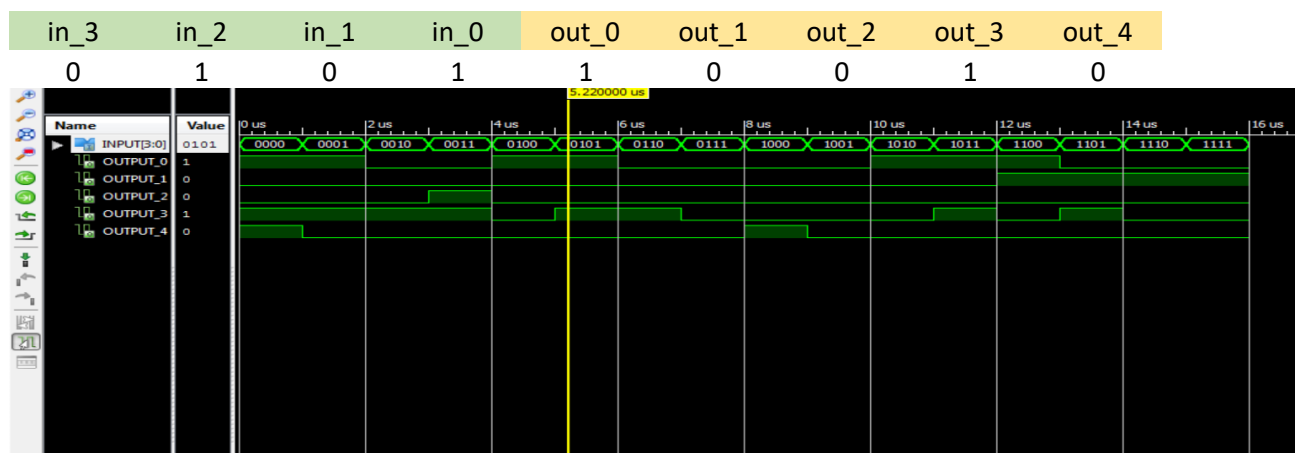 in_3 in_2 in_1 in_0 out_0 out_1 out_2 out_3 out_4
0 1 0 1 1 0 0 1 0
5.220000 us
Name Value 0 us 2 us 4 us 6 us 8 us 10 us 12 us 14 us 16 us
INPUT[3:0] 0101 0000 0001 0010 0011 0100 0101 0110 0111 1000 1001 1010 1011 1100 1101 1110 1111
OUTPUT_0 1
OUTPUT_1 0
OUTPUT_2 0
OUTPUT_3 1
OUTPUT_4 0